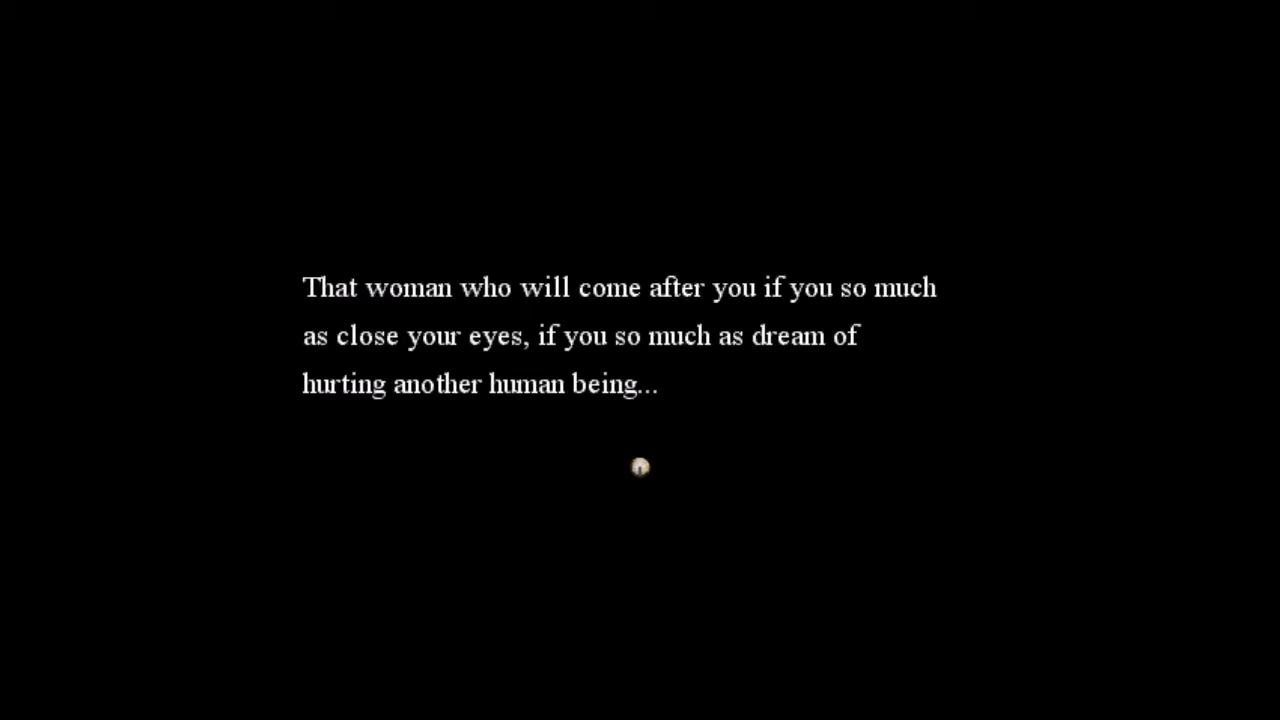 That woman who will come after you if you so much
as close your eyes, if you so much as dream of
hurting another human being...